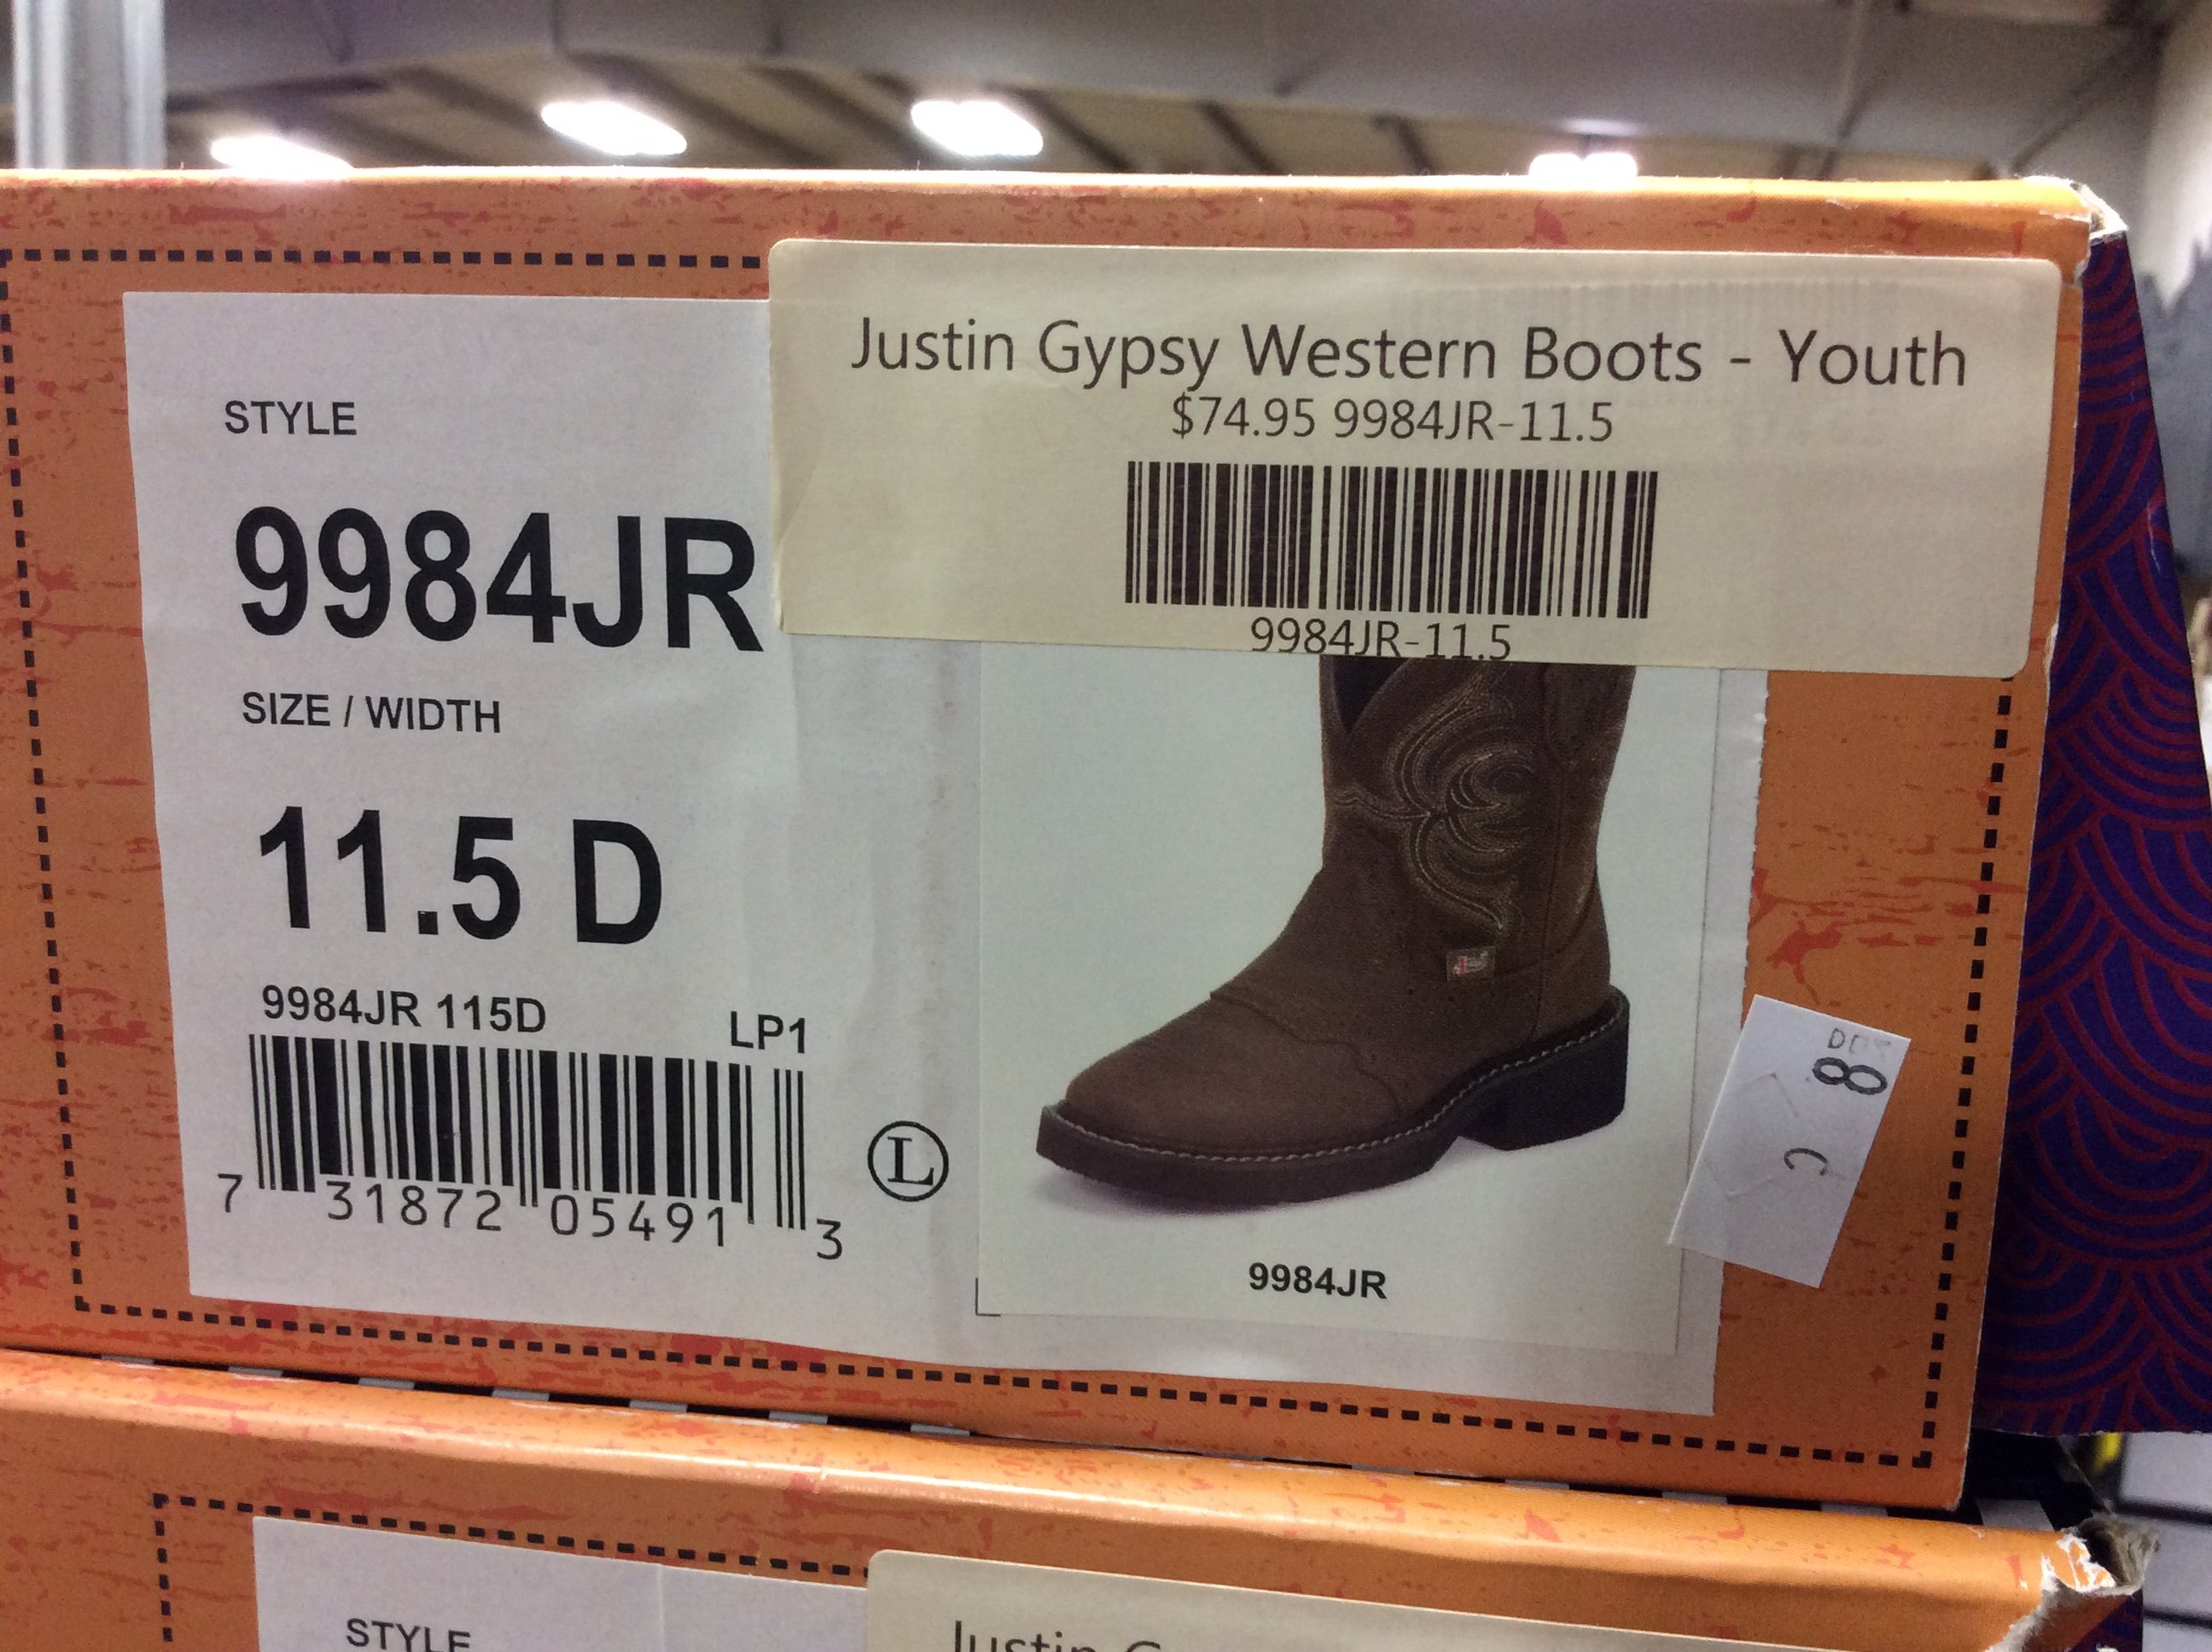 Justin Gypsy Western Boots - Youth
$74.95 9984JR-11.5
9984JR-11.5
STYLE
9984JR
SIZE / WIDTH
11.5 D
9984JR 115D
LP1
7 31872 05491 3
L
9984JR
8
C
STYLE
Justin